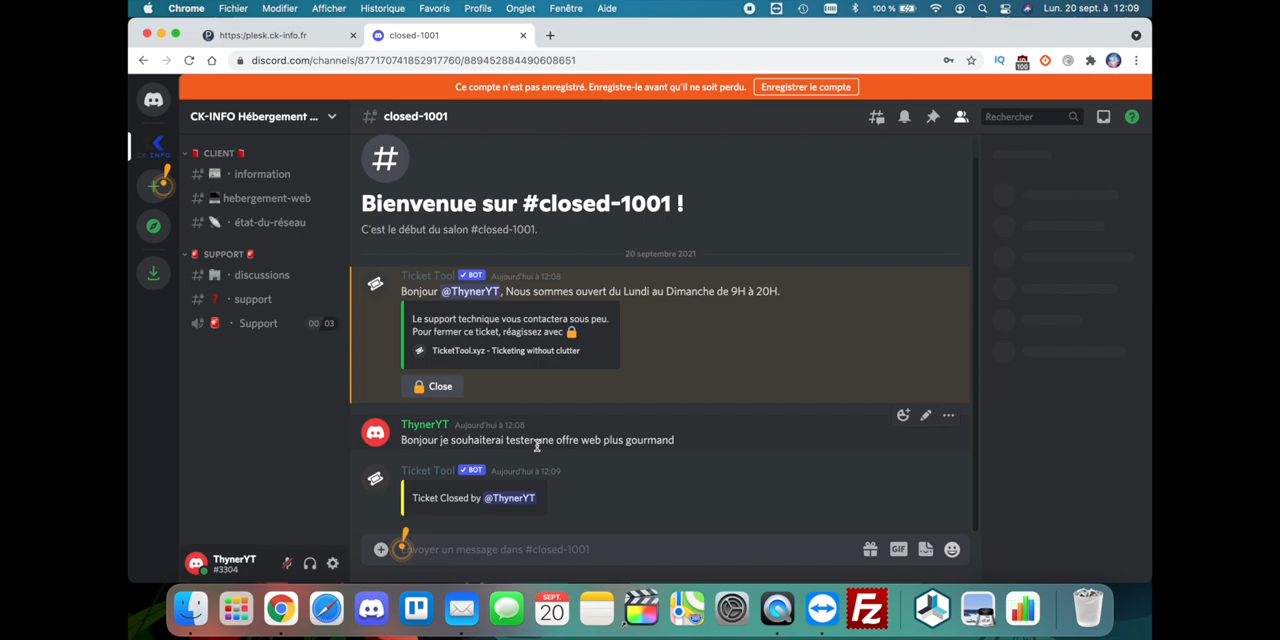 Chrome Fichier Modifier Afficher Historique Favoris Profils Onglet Fenêtre Aide 100 % Lun. 20 sept. à 12:09
https:/plesk.ck-info.fr closed-1001
discord.com/channels/877170741852917760/889452884490608651
Ce compte n'est pas enregistré. Enregistre-le avant qu'il ne soit perdu. Enregistrer le compte
CK-INFO Hébergement ... closed-1001 Rechercher
CLIENT
information
hebergement-web
état-du-réseau
SUPPORT
discussions
support
Support 00 03
Bienvenue sur #closed-1001 !
C'est le début du salon #closed-1001.
20 septembre 2021
Ticket Tool BOT Aujourd'hui à 12:08
Bonjour @ThynerYT, Nous sommes ouvert du Lundi au Dimanche de 9H à 20H.
Le support technique vous contactera sous peu.
Pour fermer ce ticket, réagissez avec
TicketTool.xyz - Ticketing without clutter
Close
ThynerYT Aujourd'hui à 12:08
Bonjour je souhaiterai tester une offre web plus gourmand
Ticket Tool BOT Aujourd'hui à 12:09
Ticket Closed by @ThynerYT
Envoyer un message dans #closed-1001
GIF
ThynerYT
#3304
SEPT.
20
Fz